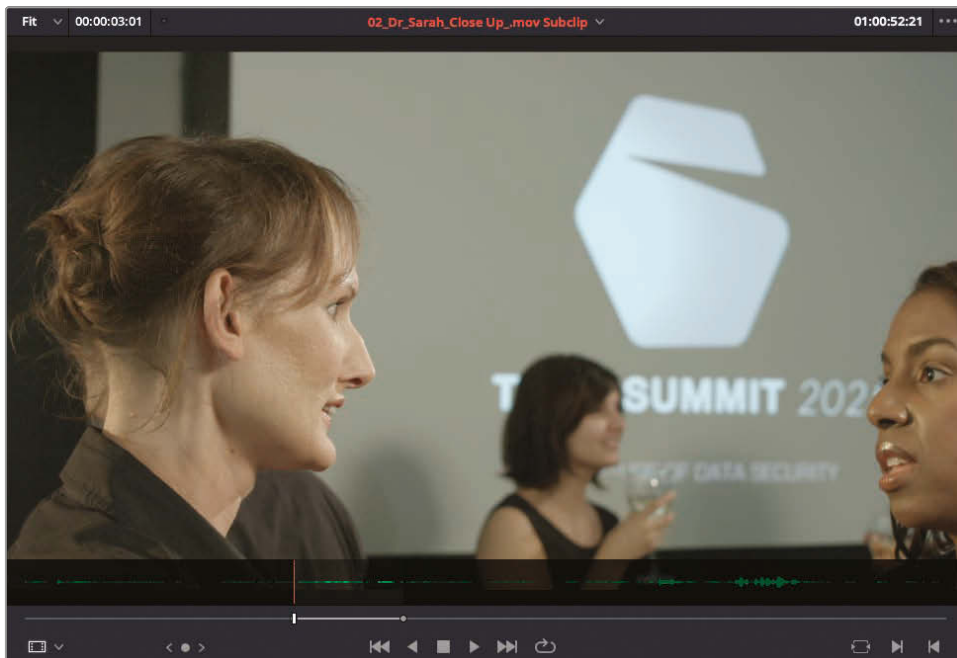 Fit 00:00:03:01 02_Dr_Sarah_Close Up_.mov Subclip 01:00:52:21
SUMMIT
DATA SECURITY